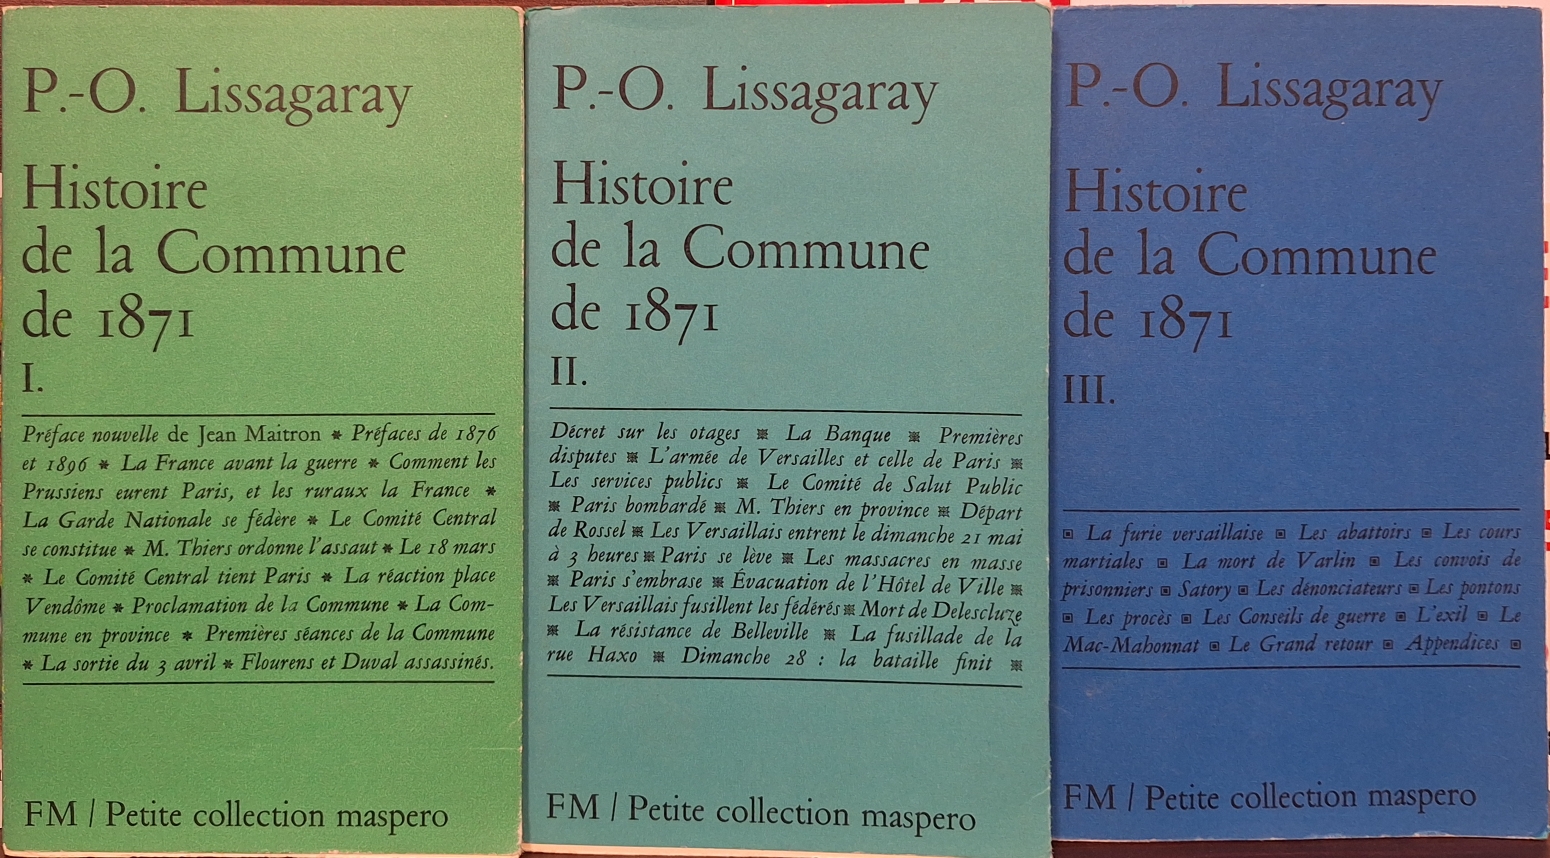 P.-O. Lissagaray
Histoire
de la Commune
de 1871
I.
Préface nouvelle de Jean Maitron * Préfaces de 1876
et 1896 * La France avant la guerre * Comment les
Prussiens eurent Paris, et les ruraux la France *
La Garde Nationale se fédère * Le Comité Central
se constitue * M. Thiers ordonne l'assaut * Le 18 mars
* Le Comité Central tient Paris * La réaction place
Vendôme * Proclamation de la Commune * La Com-
mune en province * Premières séances de la Commune
* La sortie du 3 avril * Flourens et Duval assassinés.
FM / Petite collection maspero
P.-O. Lissagaray
Histoire
de la Commune
de 1871
II.
Décret sur les otages ※ La Banque ※ Premières
disputes ※ L'armée de Versailles et celle de Paris ※
Les services publics ※ Le Comité de Salut Public
※ Paris bombardé ※ M. Thiers en province ※ Départ
de Rossel ※ Les Versaillais entrent le dimanche 21 mai
à 3 heures ※ Paris se lève ※ Les massacres en masse
※ Paris s'embrase ※ Évacuation de l'Hôtel de Ville ※
Les Versaillais fusillent les fédérés ※ Mort de Delescluze
※ La résistance de Belleville ※ La fusillade de la
rue Haxo ※ Dimanche 28 : la bataille finit ※
FM / Petite collection maspero
P.-O. Lissagaray
Histoire
de la Commune
de 1871
III.
▣ La furie versaillaise ▣ Les abattoirs ▣ Les cours
martiales ▣ La mort de Varlin ▣ Les convois de
prisonniers ▣ Satory ▣ Les dénonciateurs ▣ Les pontons
▣ Les procès ▣ Les Conseils de guerre ▣ L'exil ▣ Le
Mac-Mahonnat ▣ Le Grand retour ▣ Appendices ▣
FM / Petite collection maspero